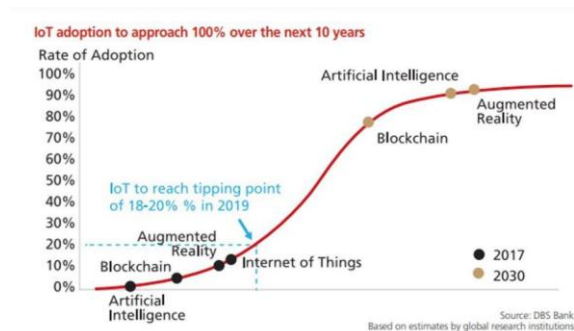 IoT adoption to approach 100% over the next 10 years
Rate of Adoption
100%
90%
80%
70%
60%
50%
40%
30%
20%
10%
0%
Artificial Intelligence
Augmented
Reality
Blockchain
IoT to reach tipping point
of 18-20% % in 2019
Augmented
Reality
Internet of Things
Blockchain
Artificial
Intelligence
2017
2030
Source: DBS Bank
Based on estimates by global research institutions